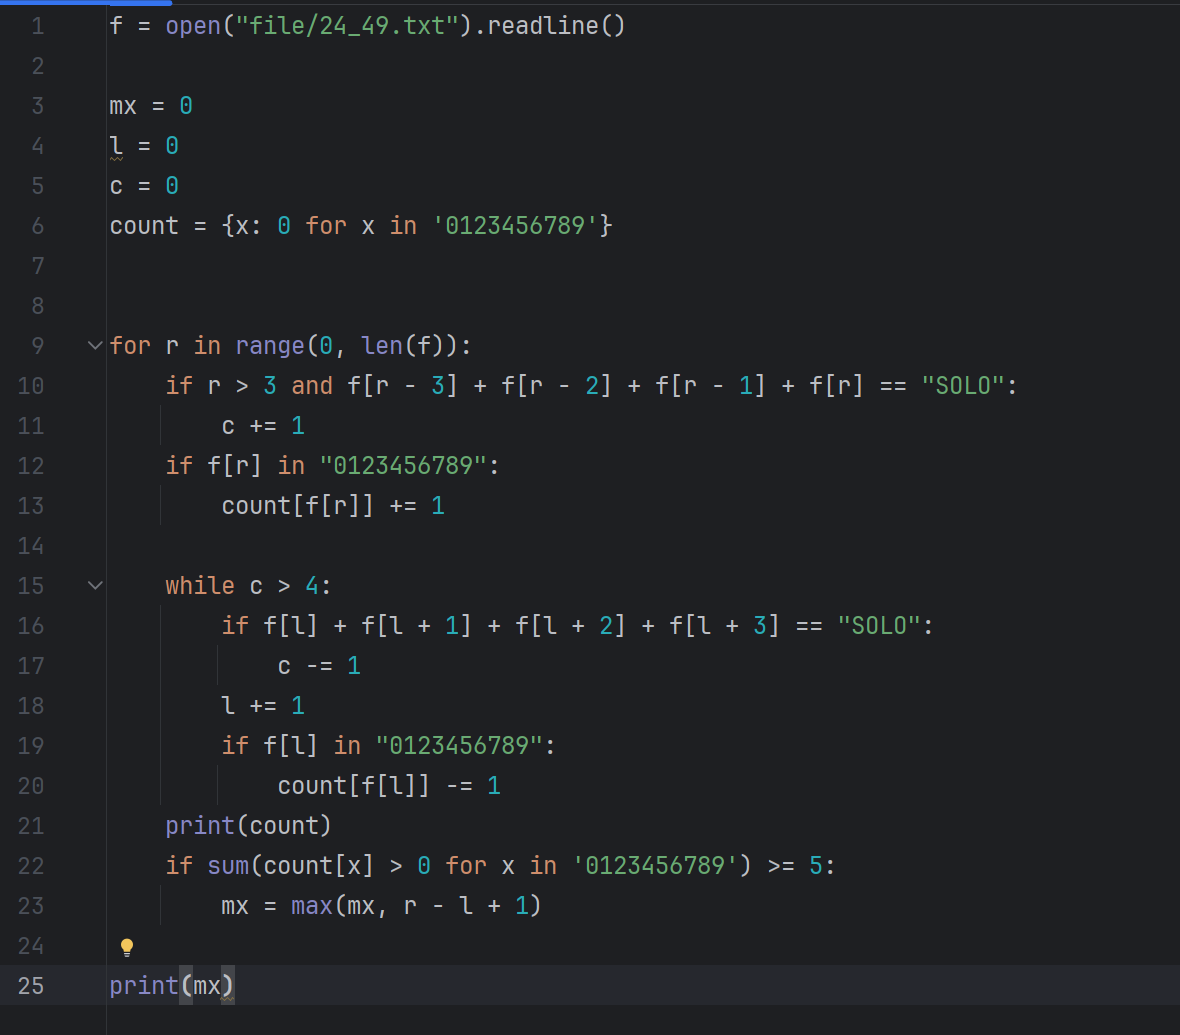 1 f = open("file/24_49.txt").readline()
2
3 mx = 0
4 l = 0
5 c = 0
6 count = {x: 0 for x in '0123456789'}
7
8
9 for r in range(0, len(f)):
10     if r > 3 and f[r - 3] + f[r - 2] + f[r - 1] + f[r] == "SOLO":
11         c += 1
12     if f[r] in "0123456789":
13         count[f[r]] += 1
14
15     while c > 4:
16         if f[l] + f[l + 1] + f[l + 2] + f[l + 3] == "SOLO":
17             c -= 1
18         l += 1
19         if f[l] in "0123456789":
20             count[f[l]] -= 1
21     print(count)
22     if sum(count[x] > 0 for x in '0123456789') >= 5:
23         mx = max(mx, r - l + 1)
24
25 print(mx)